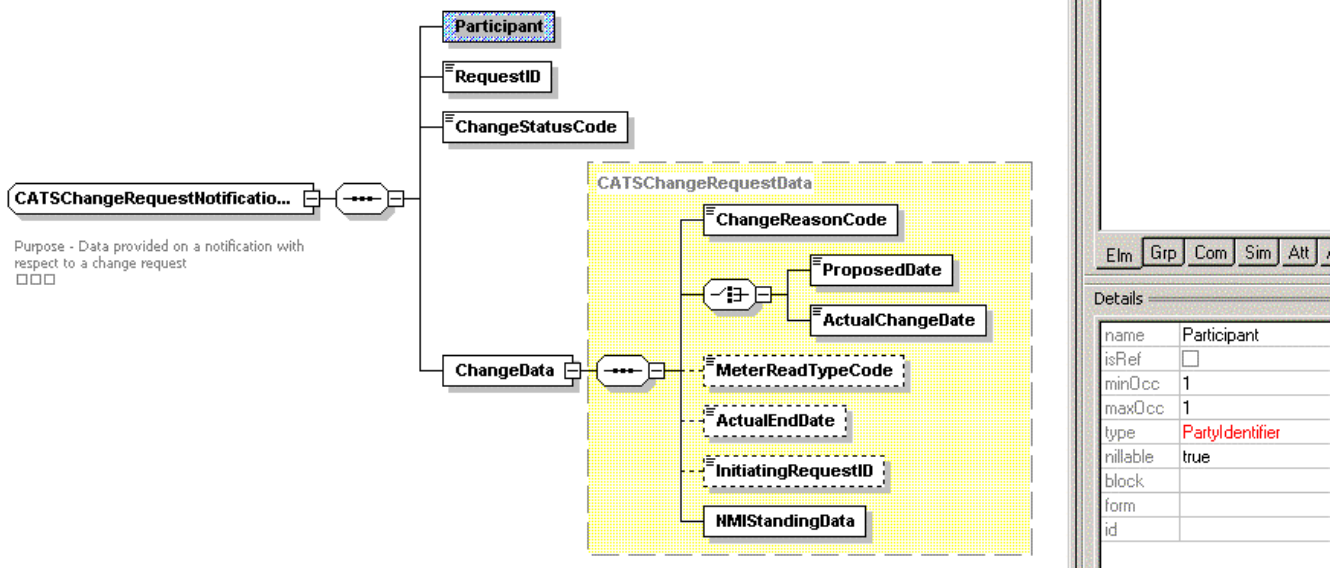 Participant
RequestID
ChangeStatusCode
CATSChangeRequestNotificatio...
Purpose - Data provided on a notification with
respect to a change request
CATSChangeRequestData
ChangeReasonCode
ProposedDate
ActualChangeDate
ChangeData
MeterReadTypeCode
ActualEndDate
InitiatingRequestID
NMIStandingData
Elm Grp Com Sim Att
Details
name Participant
isRef
minOcc 1
maxOcc 1
type PartyIdentifier
nillable true
block
form
id